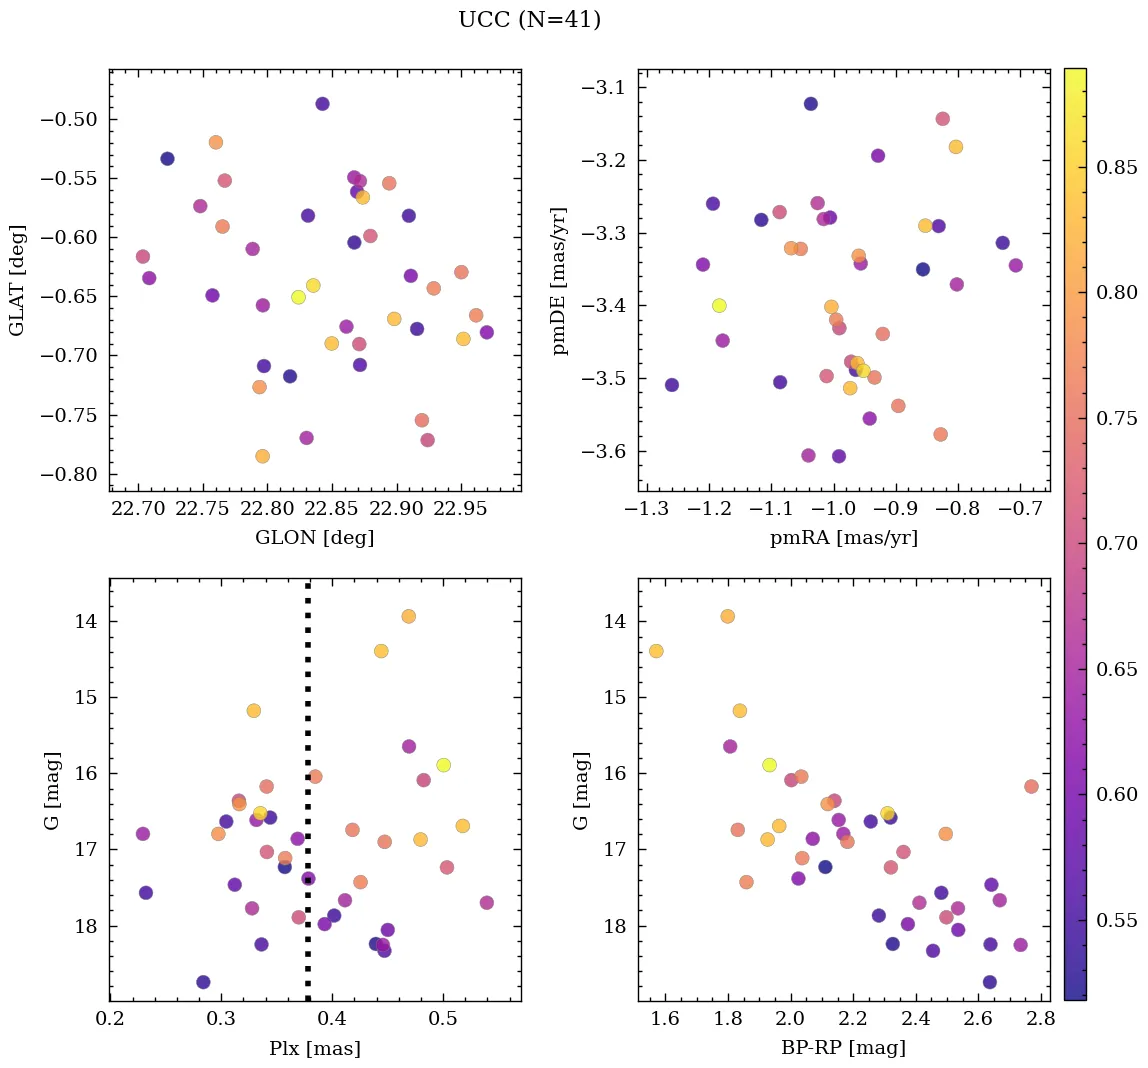 UCC (N=41)
−0.50
−0.55
−0.60
−0.65
−0.70
−0.75
−0.80
GLAT [deg]
22.70 22.75 22.80 22.85 22.90 22.95
GLON [deg]
−3.1
−3.2
−3.3
−3.4
−3.5
−3.6
pmDE [mas/yr]
−1.3 −1.2 −1.1 −1.0 −0.9 −0.8 −0.7
pmRA [mas/yr]
14
15
16
17
18
G [mag]
0.2 0.3 0.4 0.5
Plx [mas]
14
15
16
17
18
G [mag]
1.6 1.8 2.0 2.2 2.4 2.6 2.8
BP-RP [mag]
0.85
0.80
0.75
0.70
0.65
0.60
0.55